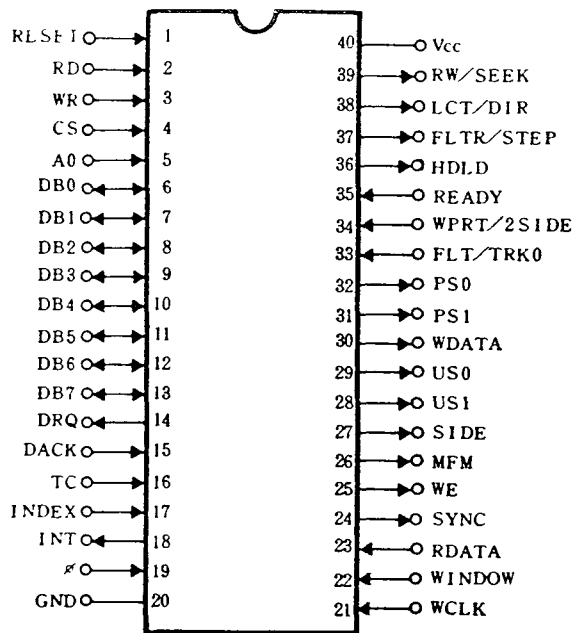 RESET 1
RD 2
WR 3
CS 4
A0 5
DB0 6
DB1 7
DB2 8
DB3 9
DB4 10
DB5 11
DB6 12
DB7 13
DRQ 14
DACK 15
TC 16
INDEX 17
INT 18
ø 19
GND 20
40 Vcc
39 RW/SEEK
38 LCT/DIR
37 FLTR/STEP
36 HDLD
35 READY
34 WPRT/2SIDE
33 FLT/TRK0
32 PS0
31 PS1
30 WDATA
29 US0
28 US1
27 SIDE
26 MFM
25 WE
24 SYNC
23 RDATA
22 WINDOW
21 WCLK